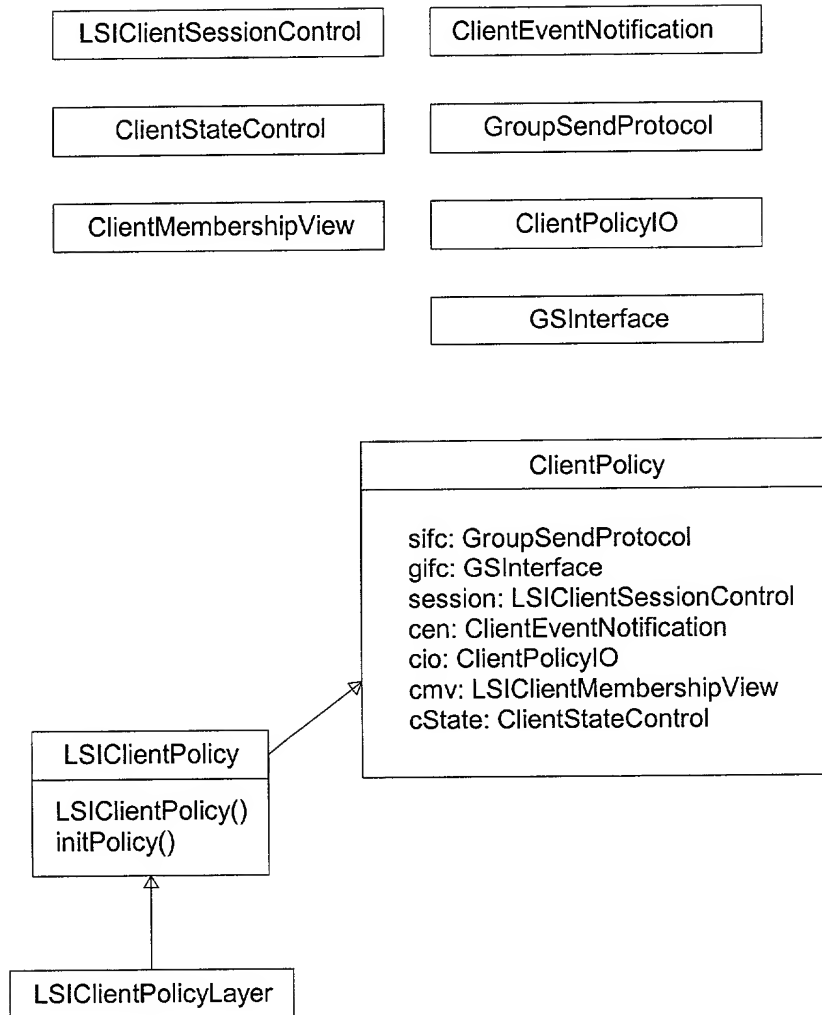 LSIClientSessionControl
ClientEventNotification
ClientStateControl
GroupSendProtocol
ClientMembershipView
ClientPolicyIO
GSInterface
ClientPolicy
sifc: GroupSendProtocol
gifc: GSInterface
session: LSIClientSessionControl
cen: ClientEventNotification
cio: ClientPolicyIO
cmv: LSIClientMembershipView
cState: ClientStateControl
LSIClientPolicy
LSIClientPolicy()
initPolicy()
LSIClientPolicyLayer